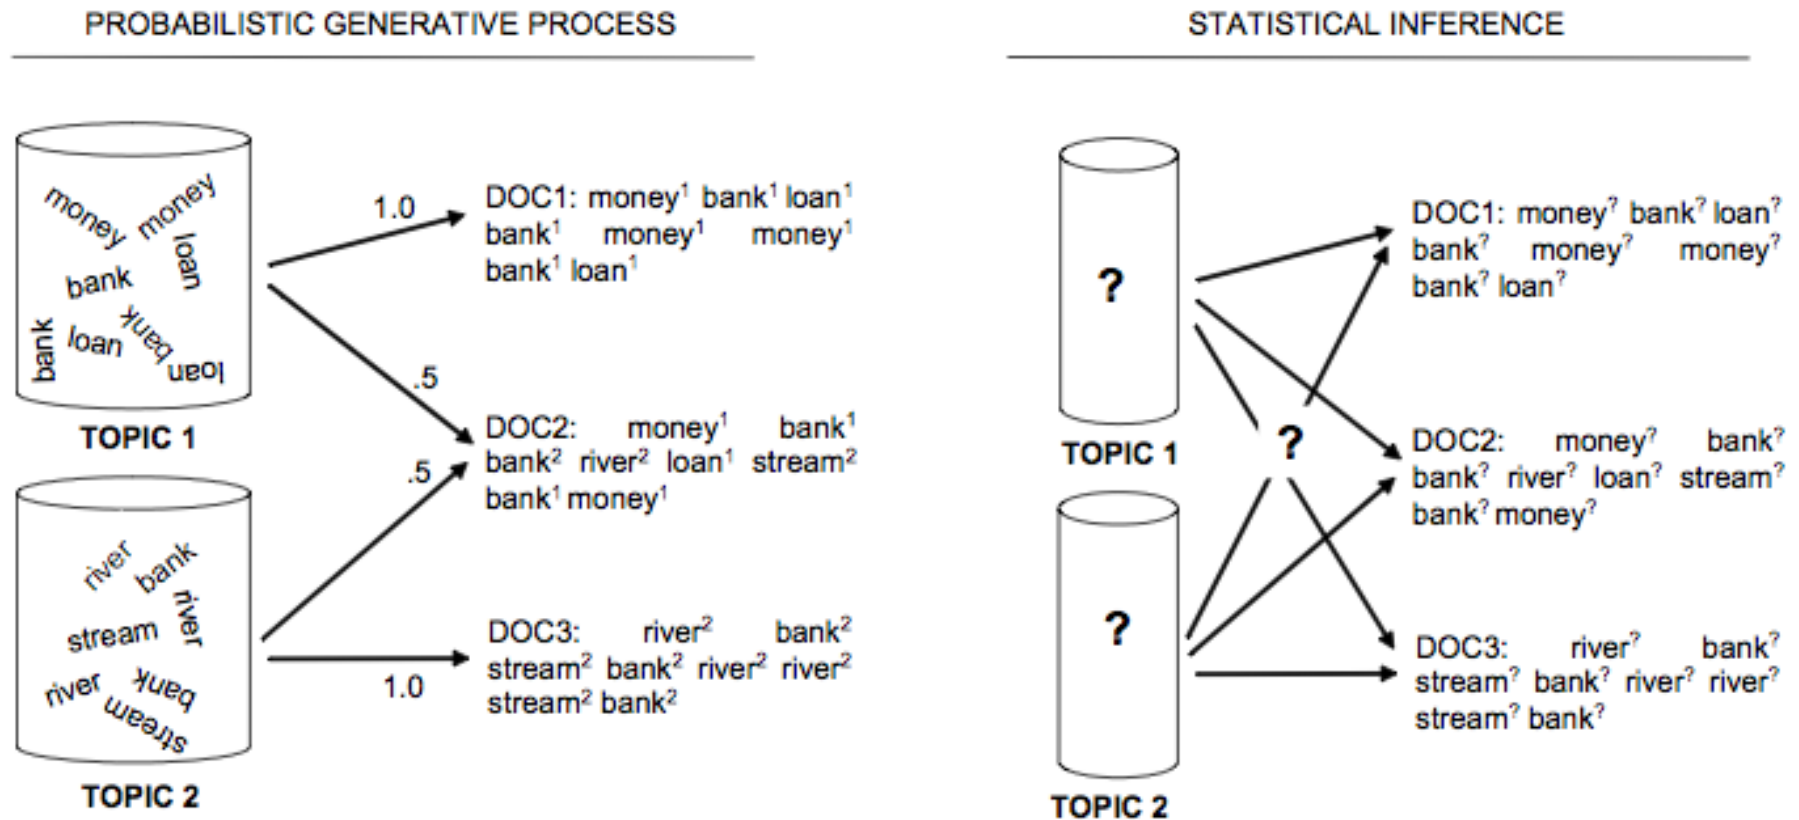 PROBABILISTIC GENERATIVE PROCESS
money
money
loan
bank
bank
loan
bank
loan
TOPIC 1
river
bank
river
stream
river
bank
stream
TOPIC 2
1.0
.5
.5
1.0
DOC1: money¹ bank¹ loan¹
bank¹ money¹ money¹
bank¹ loan¹
DOC2: money¹ bank¹
bank² river² loan¹ stream²
bank¹ money¹
DOC3: river² bank²
stream² bank² river² river²
stream² bank²
STATISTICAL INFERENCE
?
TOPIC 1
?
TOPIC 2
?
DOC1: money? bank? loan?
bank? money? money?
bank? loan?
DOC2: money? bank?
bank? river? loan? stream?
bank? money?
DOC3: river? bank?
stream? bank? river? river?
stream? bank?